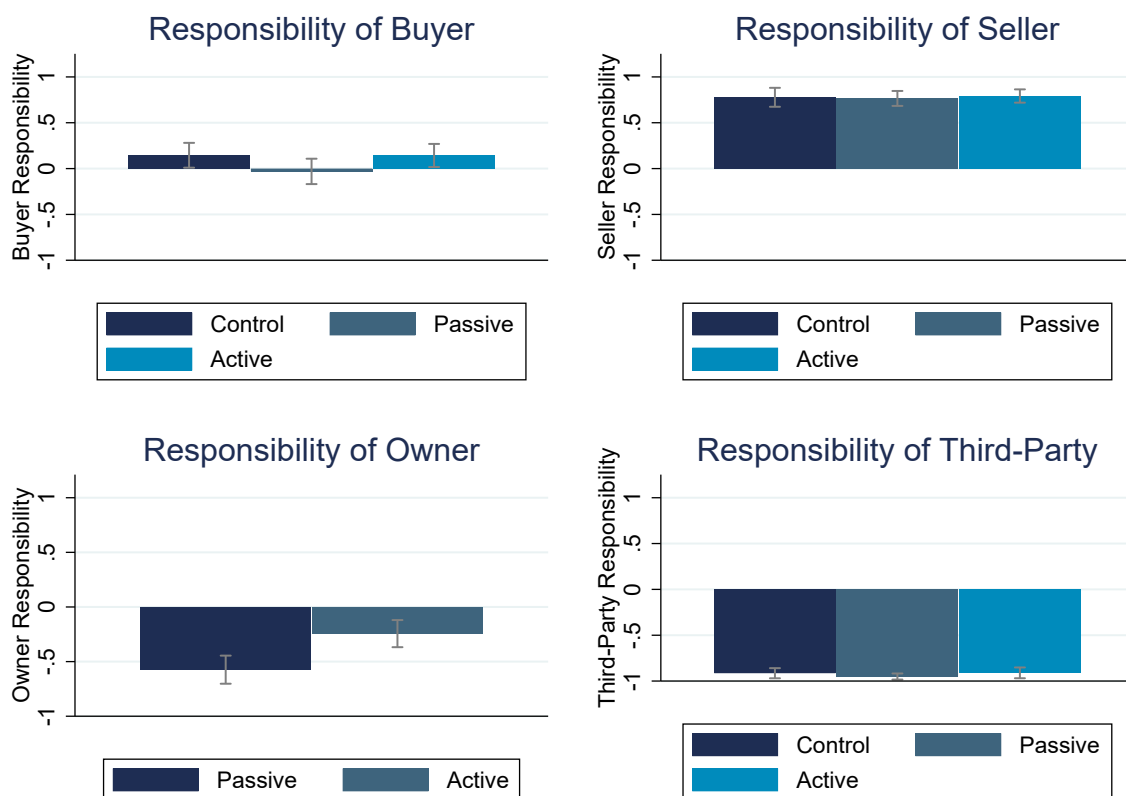 Responsibility of Buyer
Buyer Responsibility
1
.5
0
-.5
-1
Control Passive
Active
Responsibility of Seller
Seller Responsibility
1
.5
0
-.5
-1
Control Passive
Active
Responsibility of Owner
Owner Responsibility
1
.5
0
-.5
-1
Passive Active
Responsibility of Third-Party
Third-Party Responsibility
1
.5
0
-.5
-1
Control Passive
Active